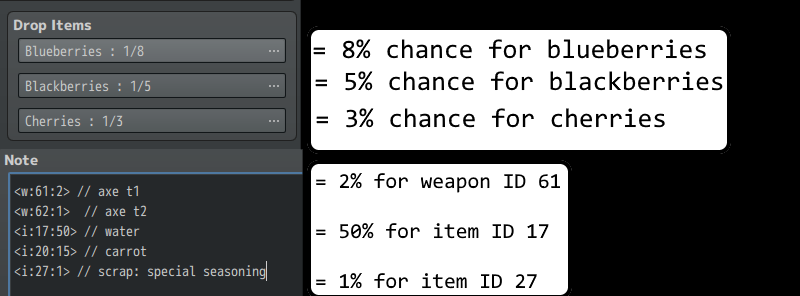 Drop Items
Blueberries : 1/8 ...
= 8% chance for blueberries
Blackberries : 1/5 ...
= 5% chance for blackberries
Cherries : 1/3 ...
= 3% chance for cherries
Note
<w:61:2> // axe t1
= 2% for weapon ID 61
<w:62:1>  // axe t2
<i:17:50> // water
= 50% for item ID 17
<i:20:15> // carrot
<i:27:1> // scrap: special seasoning
= 1% for item ID 27